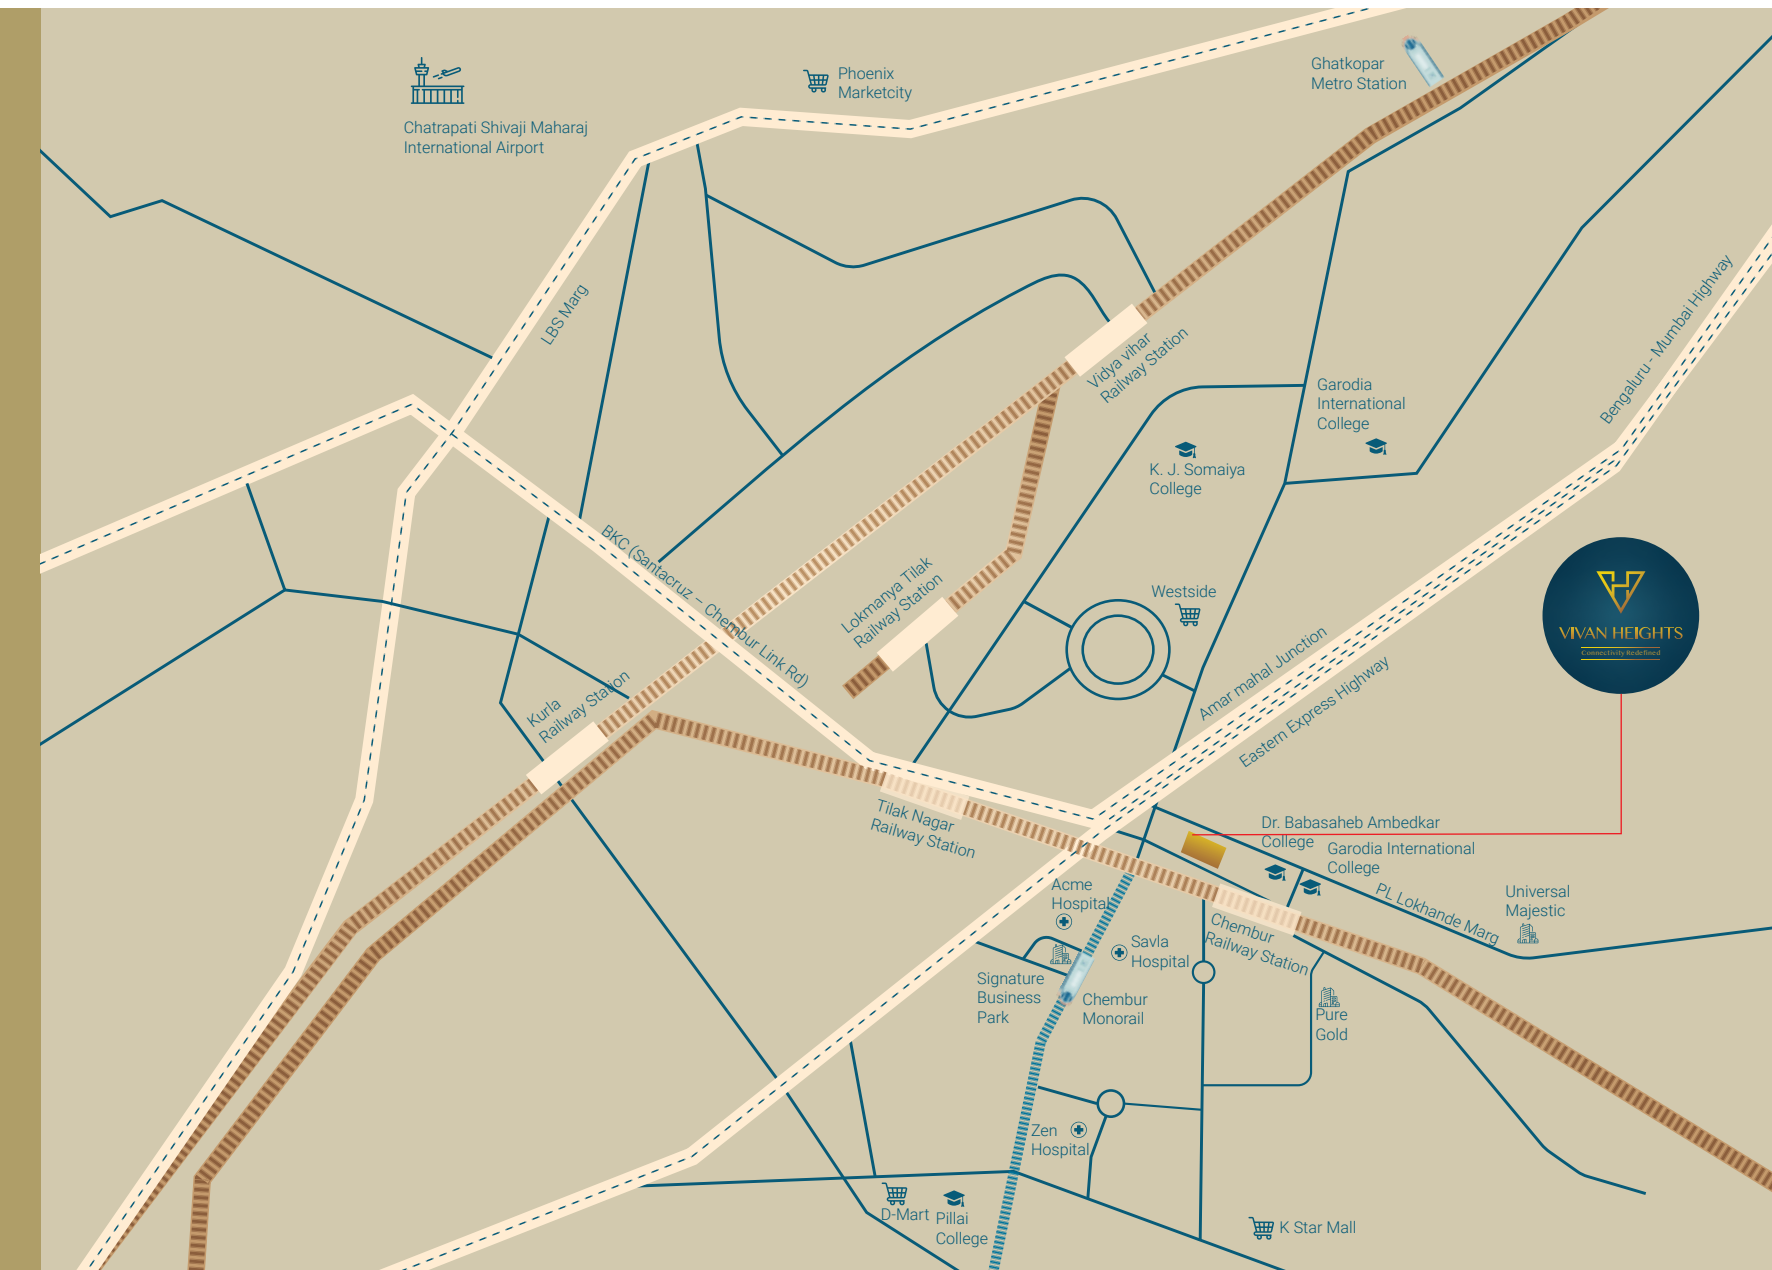 Phoenix
Marketcity
Ghatkopar
Metro Station
Chatrapati Shivaji Maharaj
International Airport
LBS Marg
Bengaluru - Mumbai Highway
Vidya vihar
Railway Station
Garodia
International
College
K. J. Somaiya
College
BKC (Santacruz – Chembur Link Rd)
Lokmanya Tilak
Railway Station
Westside
VIVAN HEIGHTS
Connectivity Redefined
Amar mahal Junction
Eastern Express Highway
Kurla
Railway Station
Tilak Nagar
Railway Station
Dr. Babasaheb Ambedkar
College
Garodia International
College
PL Lokhande Marg
Universal
Majestic
Acme
Hospital
Chembur
Railway Station
Savla
Hospital
Signature
Business
Park
Chembur
Monorail
Pure
Gold
Zen
Hospital
D-Mart
Pillai
College
K Star Mall